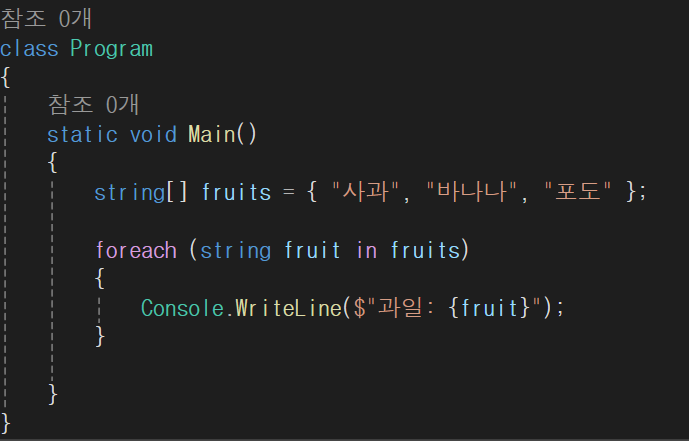 참조 0개
class Program
{
참조 0개
static void Main()
{
string[] fruits = { "사과", "바나나", "포도" };
foreach (string fruit in fruits)
{
Console.WriteLine($"과일: {fruit}");
}
}
}